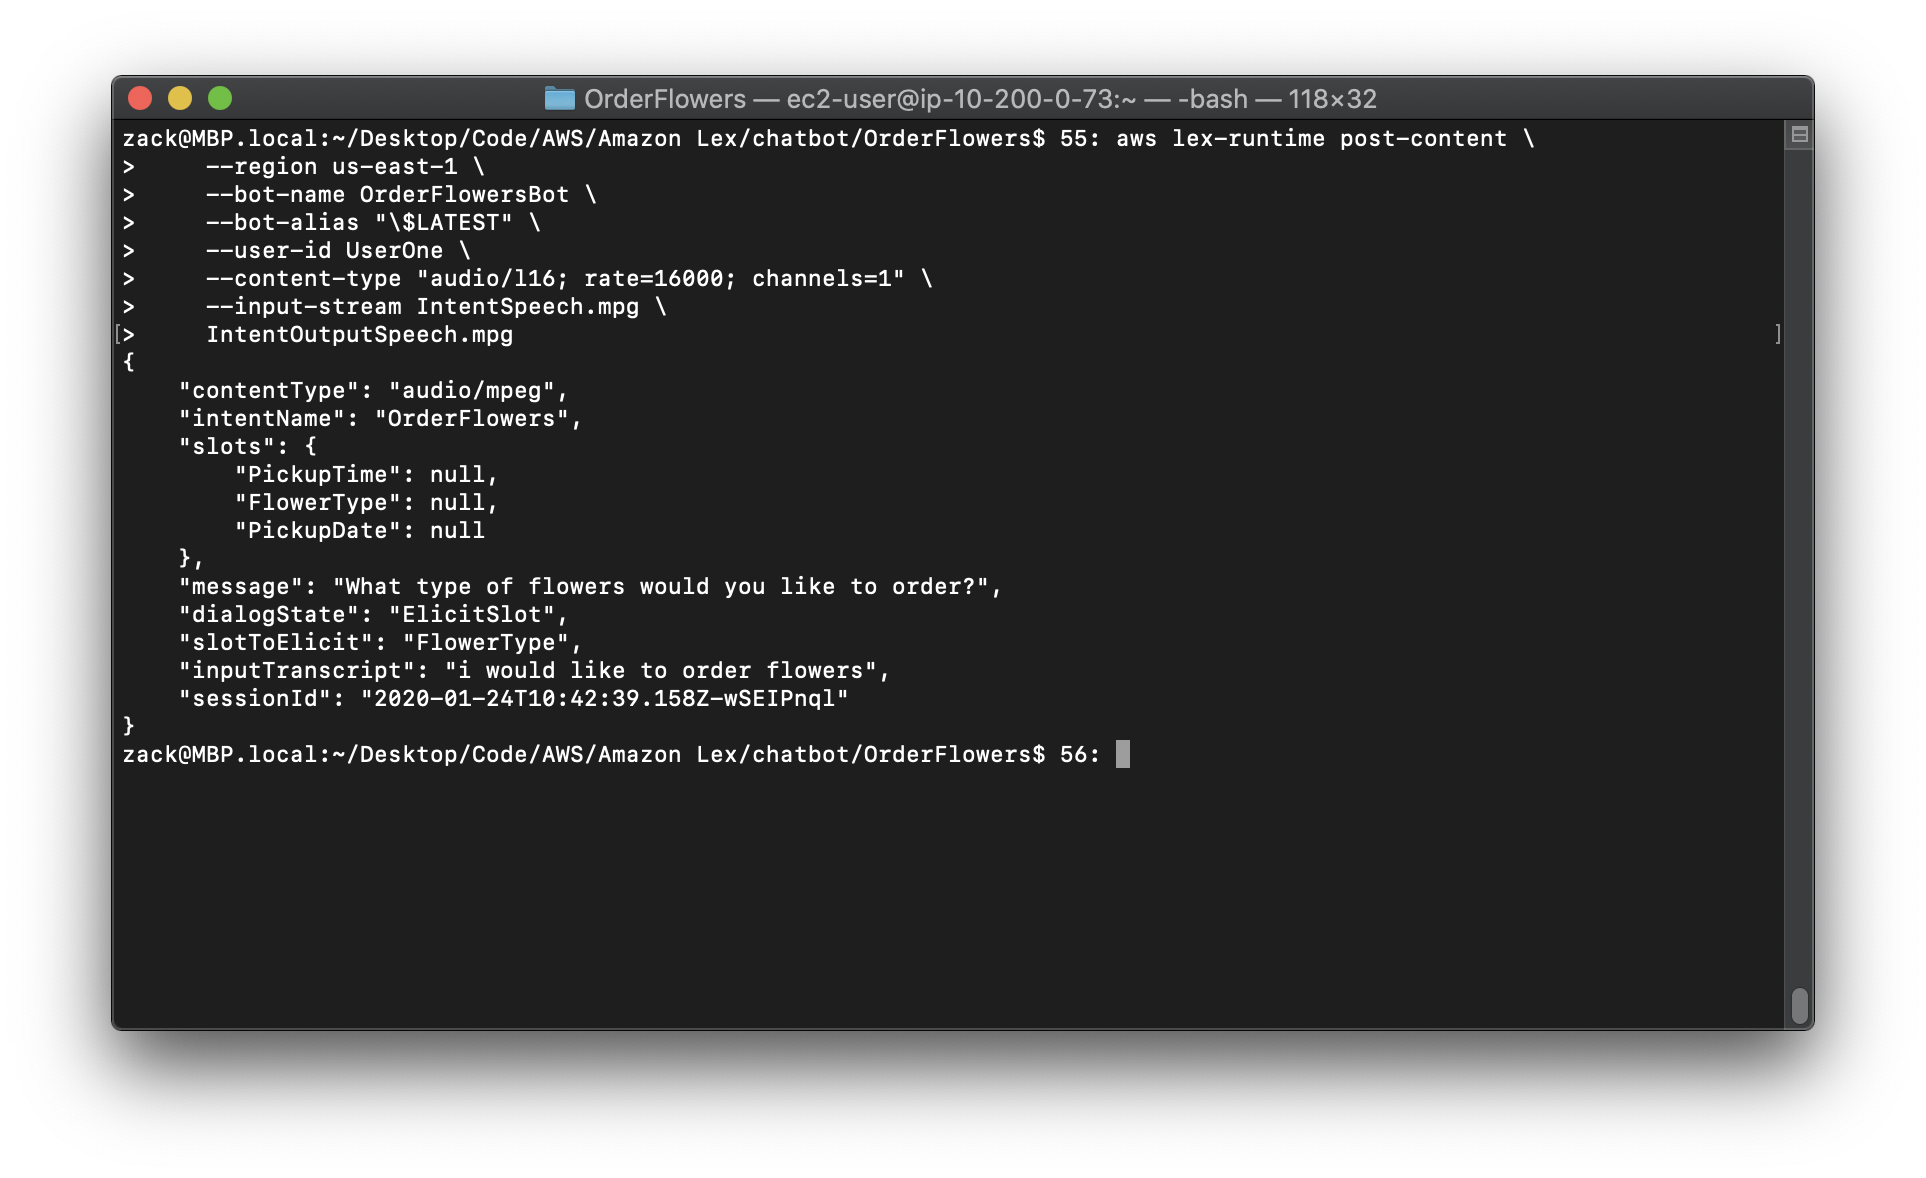 OrderFlowers — ec2-user@ip-10-200-0-73:~ — -bash — 118×32
zack@MBP.local:~/Desktop/Code/AWS/Amazon Lex/chatbot/OrderFlowers$ 55: aws lex-runtime post-content \
>     --region us-east-1 \
>     --bot-name OrderFlowersBot \
>     --bot-alias "\$LATEST" \
>     --user-id UserOne \
>     --content-type "audio/l16; rate=16000; channels=1" \
>     --input-stream IntentSpeech.mpg \
[>     IntentOutputSpeech.mpg ]
{
    "contentType": "audio/mpeg",
    "intentName": "OrderFlowers",
    "slots": {
        "PickupTime": null,
        "FlowerType": null,
        "PickupDate": null
    },
    "message": "What type of flowers would you like to order?",
    "dialogState": "ElicitSlot",
    "slotToElicit": "FlowerType",
    "inputTranscript": "i would like to order flowers",
    "sessionId": "2020-01-24T10:42:39.158Z-wSEIPnql"
}
zack@MBP.local:~/Desktop/Code/AWS/Amazon Lex/chatbot/OrderFlowers$ 56: